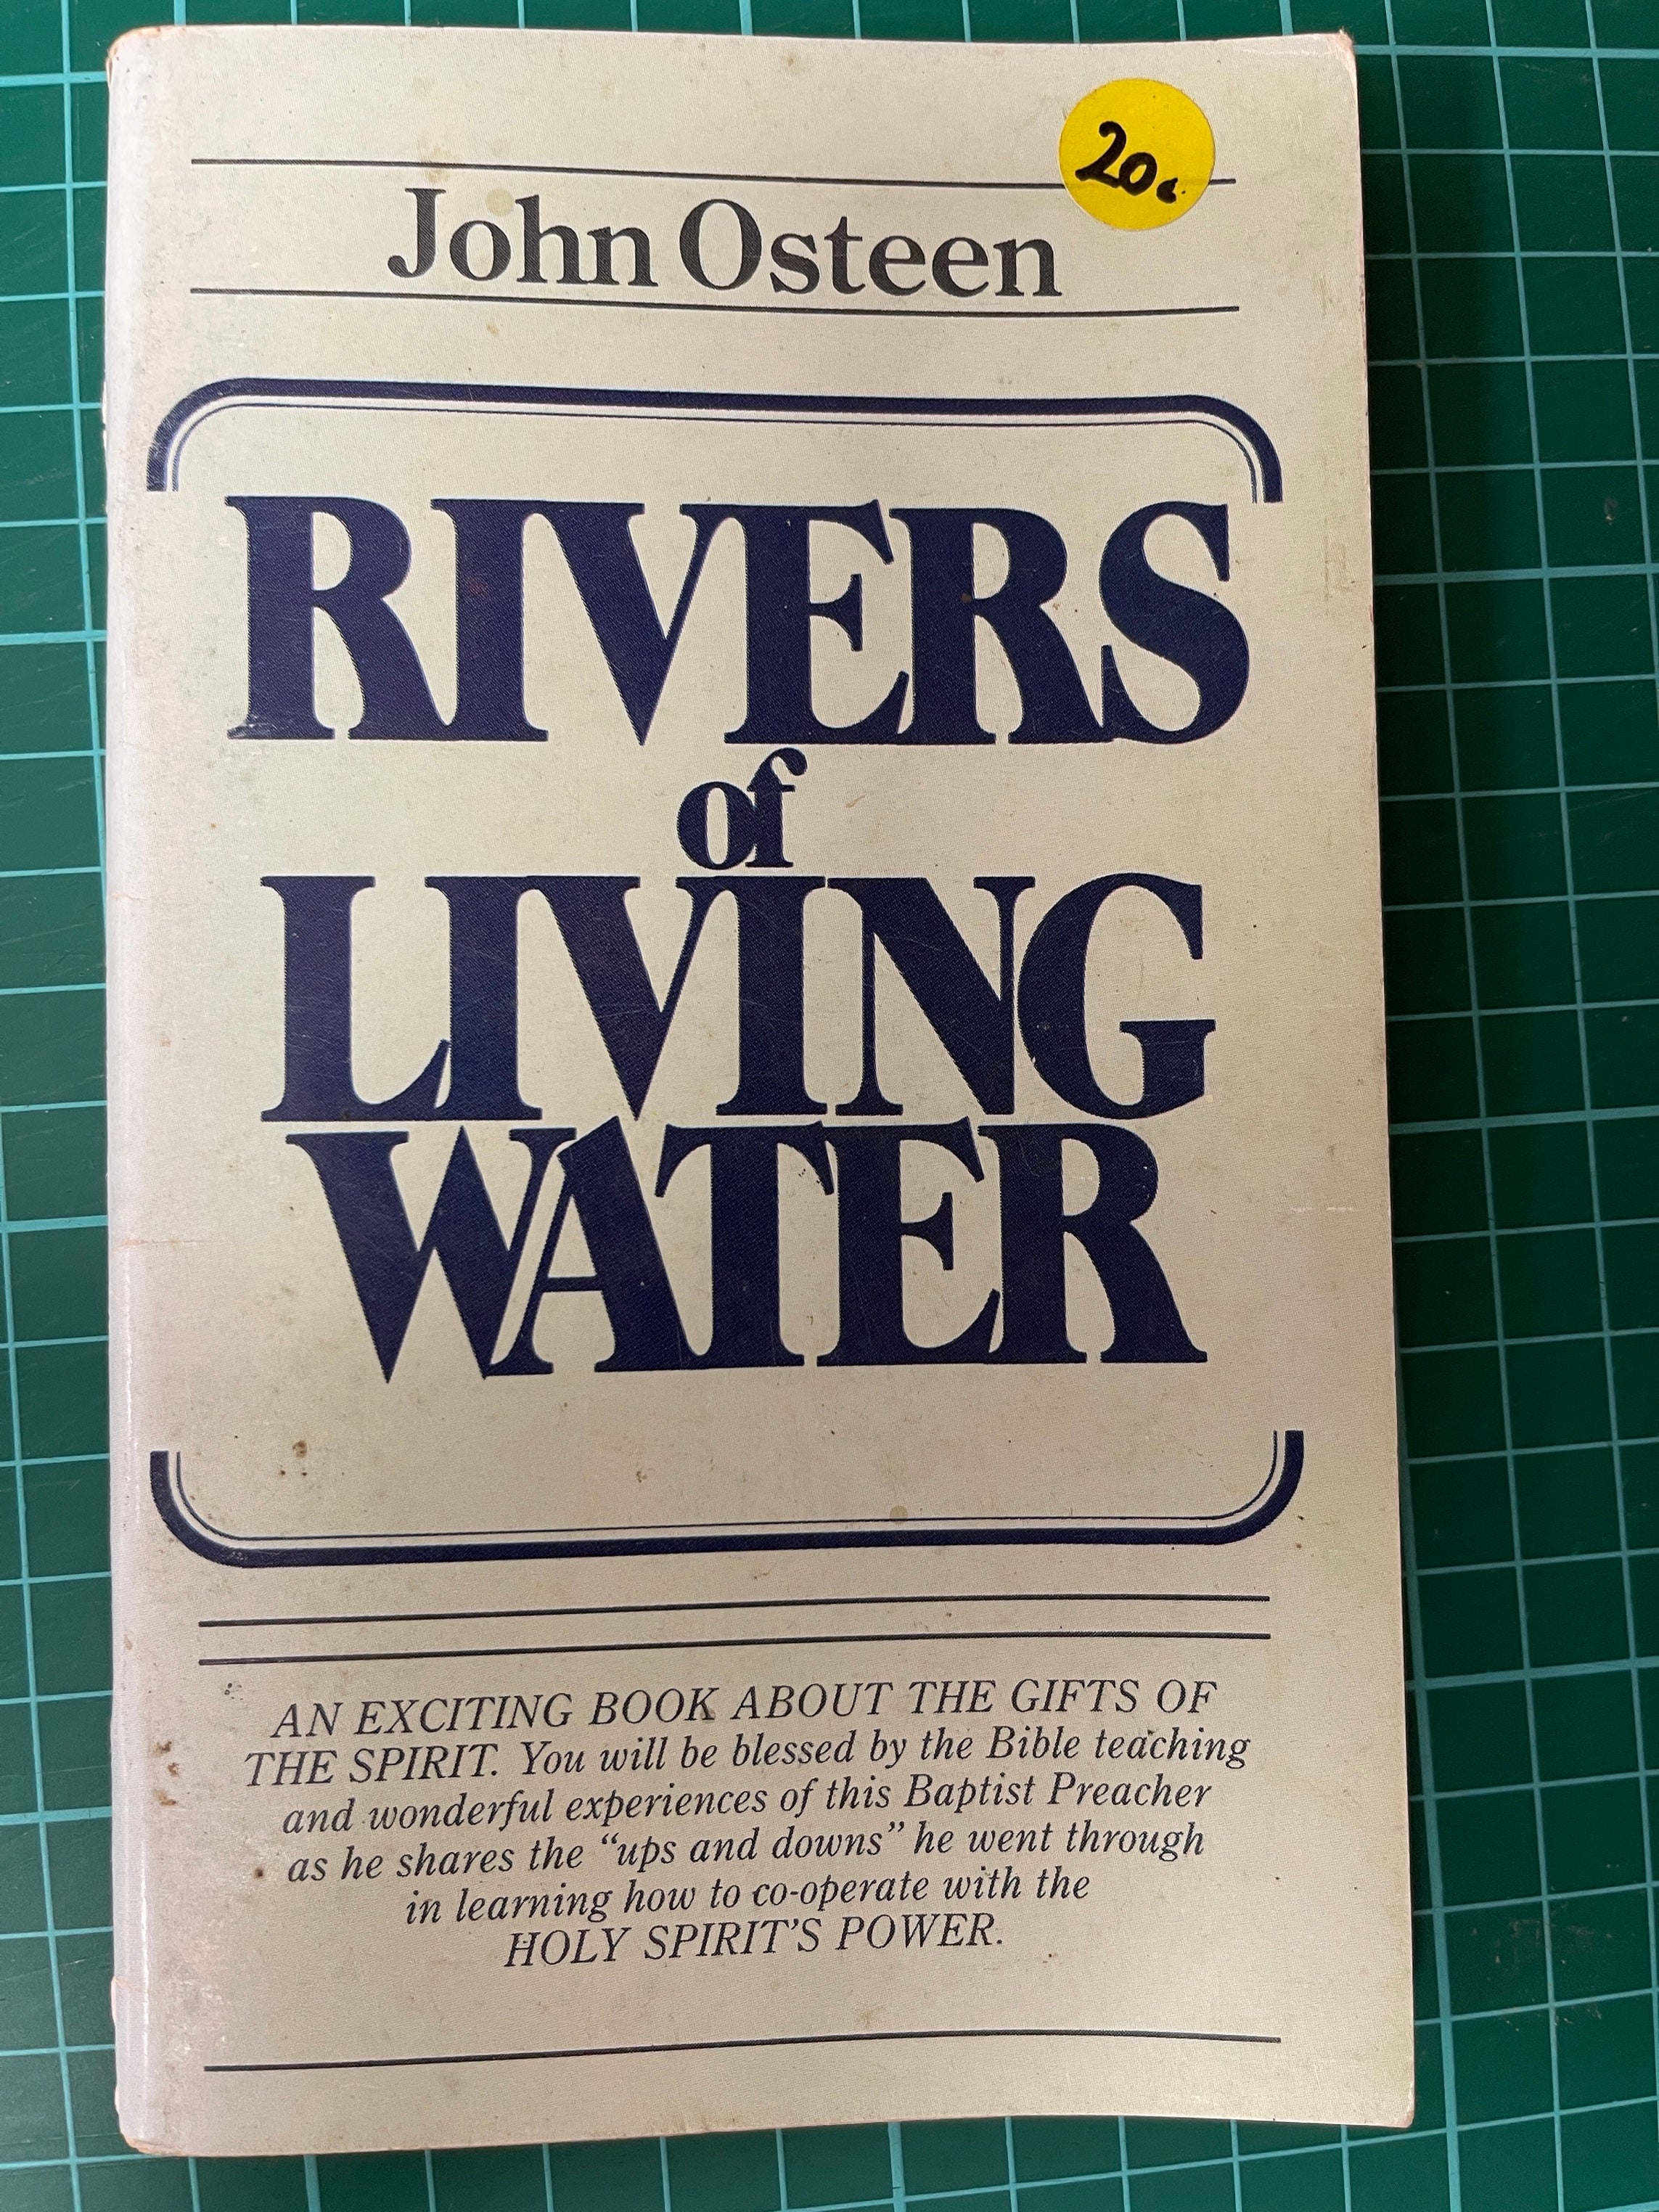 20c
John Osteen
RIVERS
of
LIVING
WATER
AN EXCITING BOOK ABOUT THE GIFTS OF
THE SPIRIT. You will be blessed by the Bible teaching
and wonderful experiences of this Baptist Preacher
as he shares the “ups and downs” he went through
in learning how to co-operate with the
HOLY SPIRIT’S POWER.